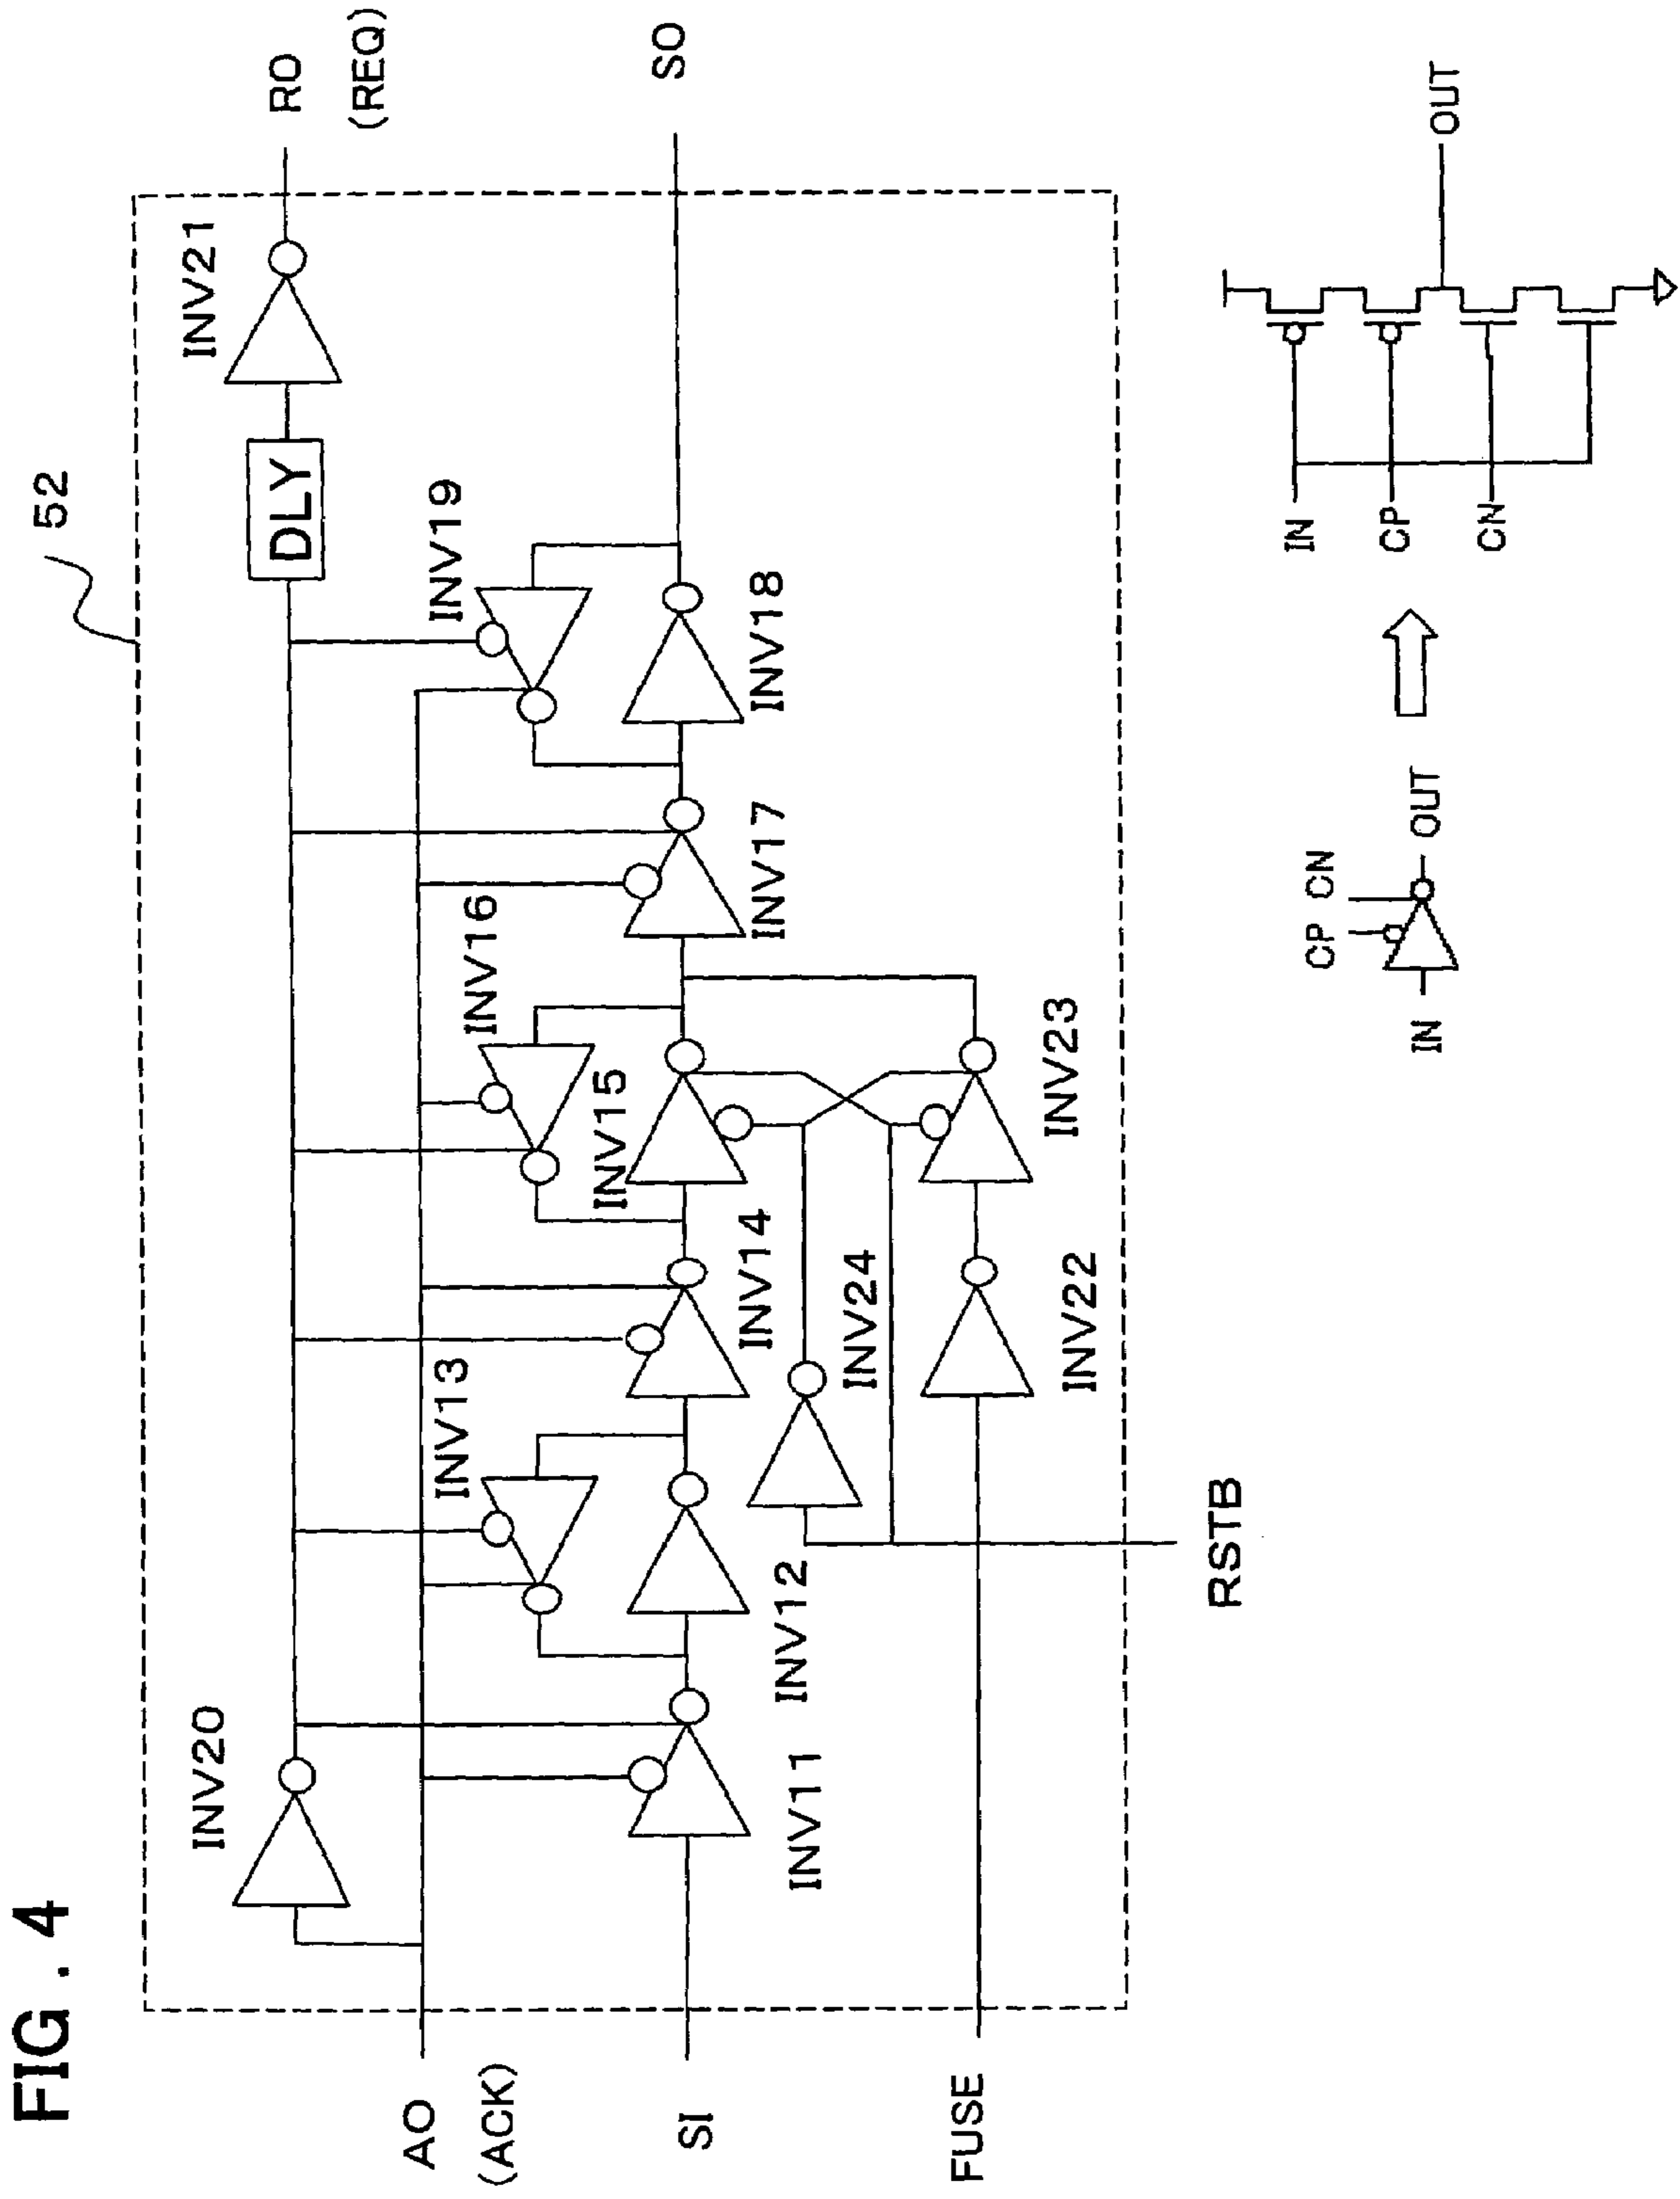 FIG. 4
52
INV20
DLY
INV21
RO
(REQ)
AO
(ACK)
INV13
INV16
INV19
SI
INV11
INV12
INV14
INV15
INV17
INV18
SO
INV24
FUSE
INV22
INV23
RSTB
CP CN
IN
OUT
IN
CP
CN
OUT